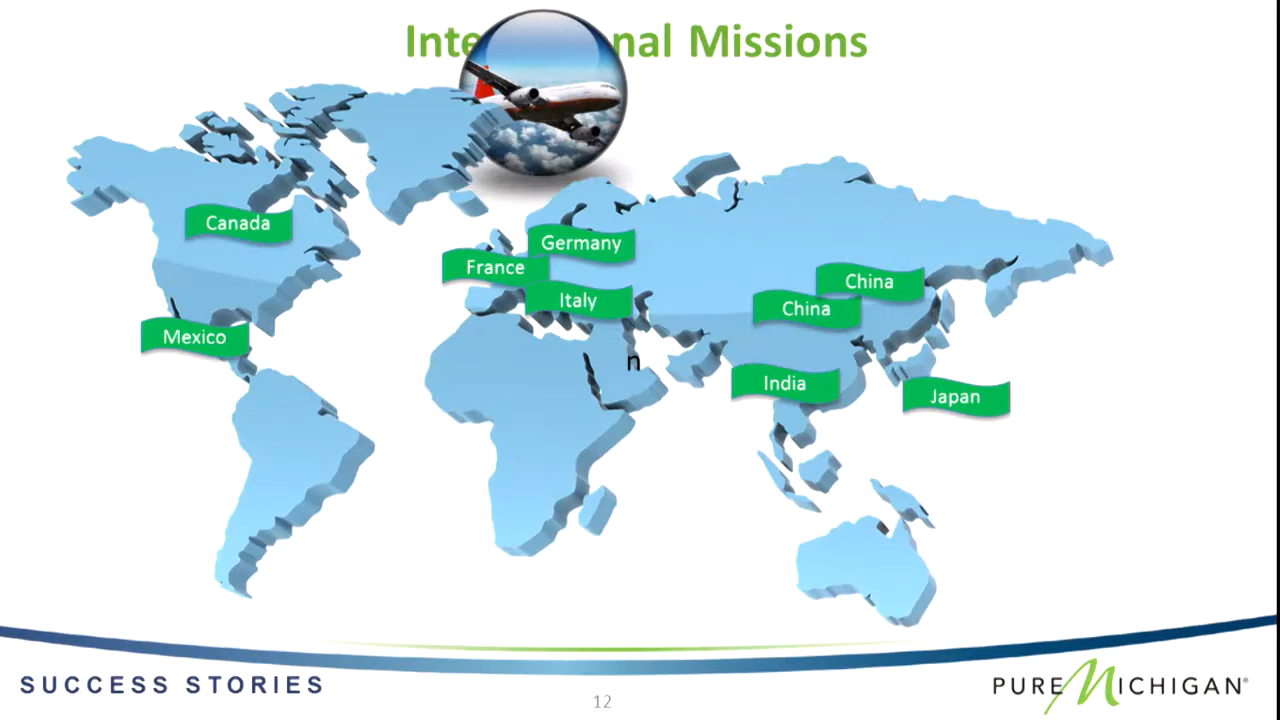 Inte nal Missions
Canada
Germany
France
China
Italy
China
Mexico
n
India
Japan
SUCCESS STORIES
12
PURE MICHIGAN®